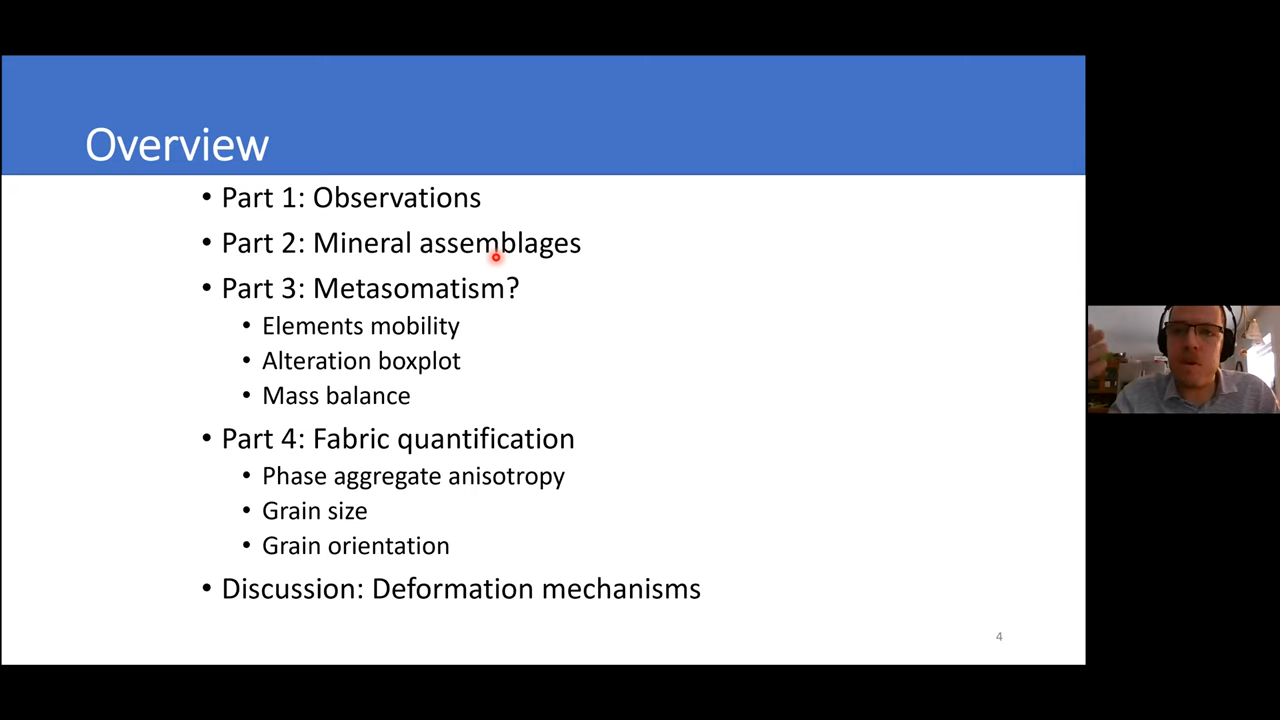 Overview
• Part 1: Observations
• Part 2: Mineral assemblages
• Part 3: Metasomatism?
• Elements mobility
• Alteration boxplot
• Mass balance
• Part 4: Fabric quantification
• Phase aggregate anisotropy
• Grain size
• Grain orientation
• Discussion: Deformation mechanisms
4